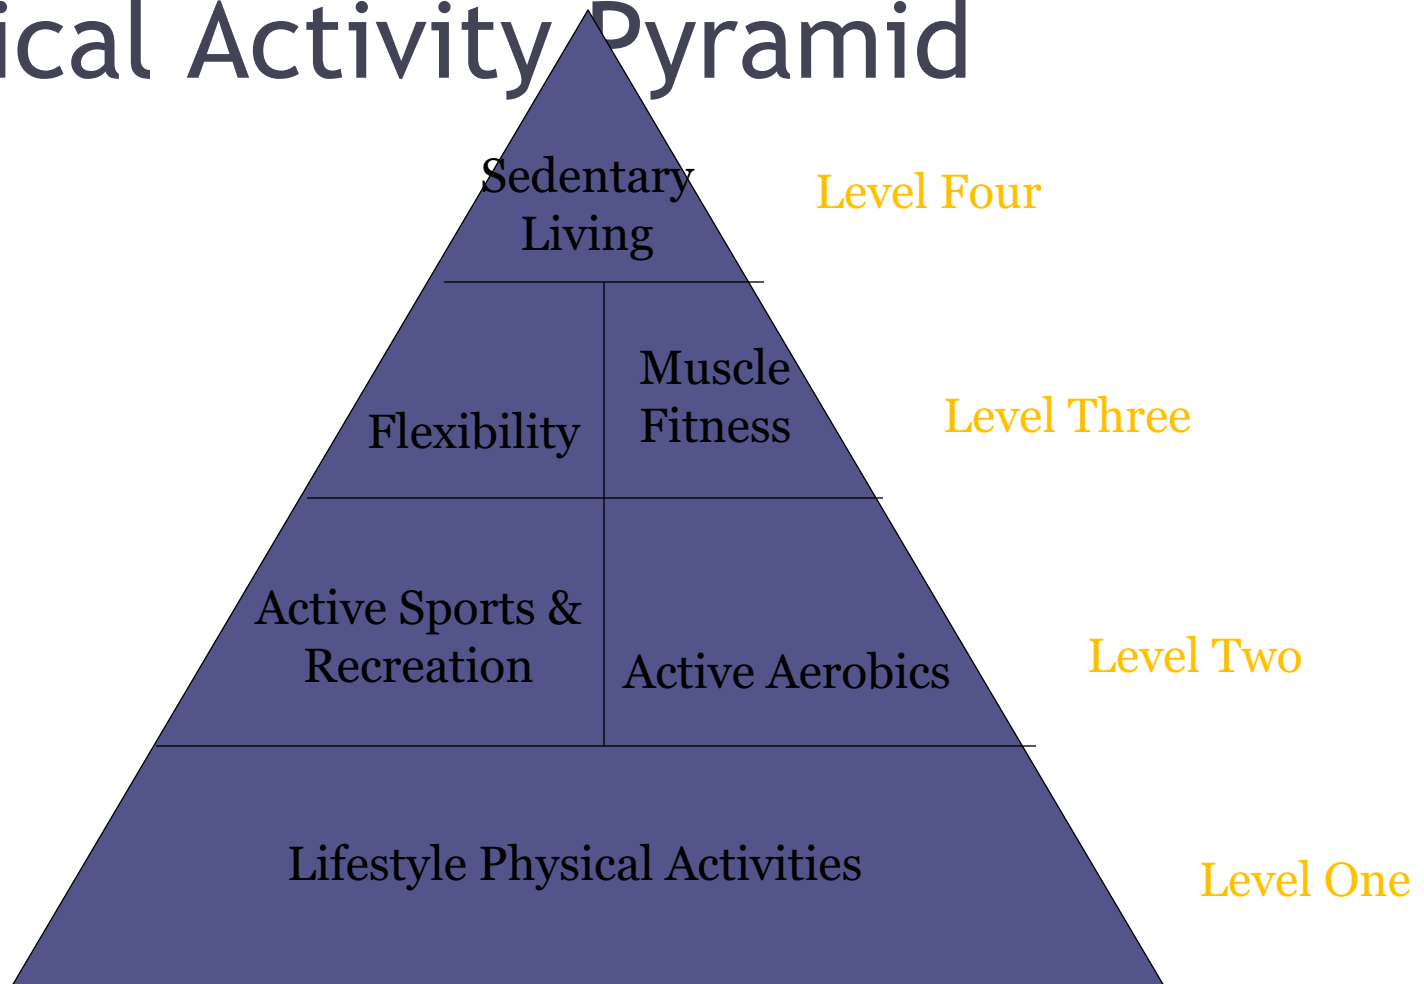 ical Activity Pyramid
Sedentary
Living
Level Four
Flexibility
Muscle
Fitness
Level Three
Active Sports &
Recreation
Active Aerobics
Level Two
Lifestyle Physical Activities
Level One